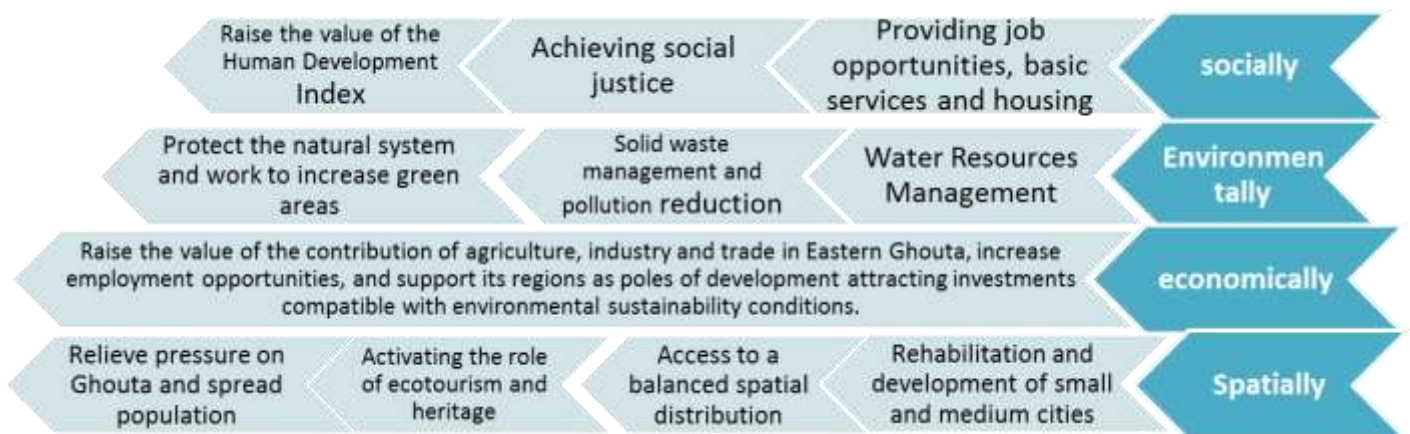 Raise the value of the
Human Development
Index
Achieving social
justice
Providing job
opportunities, basic
services and housing
socially
Protect the natural system
and work to increase green
areas
Solid waste
management and
pollution reduction
Water Resources
Management
Environmen
tally
Raise the value of the contribution of agriculture, industry and trade in Eastern Ghouta, increase
employment opportunities, and support its regions as poles of development attracting investments
compatible with environmental sustainability conditions.
economically
Relieve pressure on
Ghouta and spread
population
Activating the role
of ecotourism and
heritage
Access to a
balanced spatial
distribution
Rehabilitation and
development of small
and medium cities
Spatially